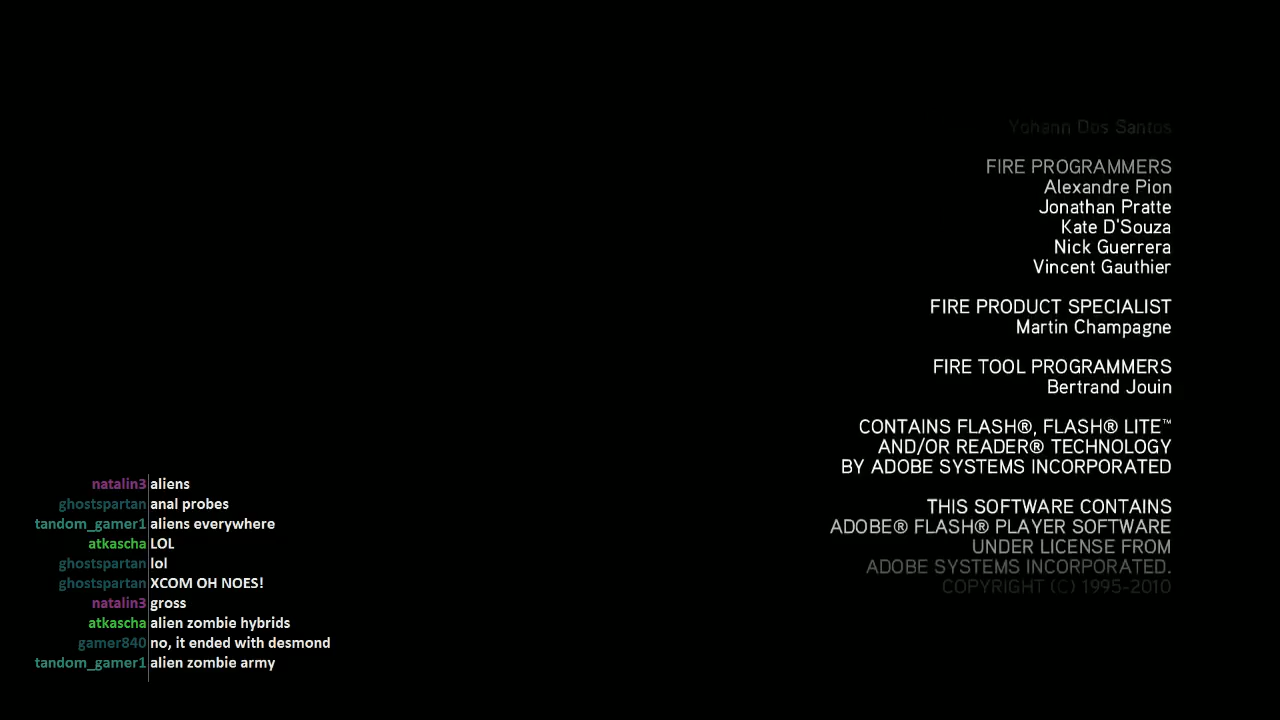 Yohann Dos Santos
FIRE PROGRAMMERS
Alexandre Pion
Jonathan Pratte
Kate D'Souza
Nick Guerrera
Vincent Gauthier
FIRE PRODUCT SPECIALIST
Martin Champagne
FIRE TOOL PROGRAMMERS
Bertrand Jouin
CONTAINS FLASH®, FLASH® LITE™
AND/OR READER® TECHNOLOGY
BY ADOBE SYSTEMS INCORPORATED
THIS SOFTWARE CONTAINS
ADOBE® FLASH® PLAYER SOFTWARE
UNDER LICENSE FROM
ADOBE SYSTEMS INCORPORATED.
COPYRIGHT (C) 1995-2010
natalin3 aliens
ghostspartan anal probes
tandom_gamer1 aliens everywhere
atkascha LOL
ghostspartan lol
ghostspartan XCOM OH NOES!
natalin3 gross
atkascha alien zombie hybrids
gamer840 no, it ended with desmond
tandom_gamer1 alien zombie army